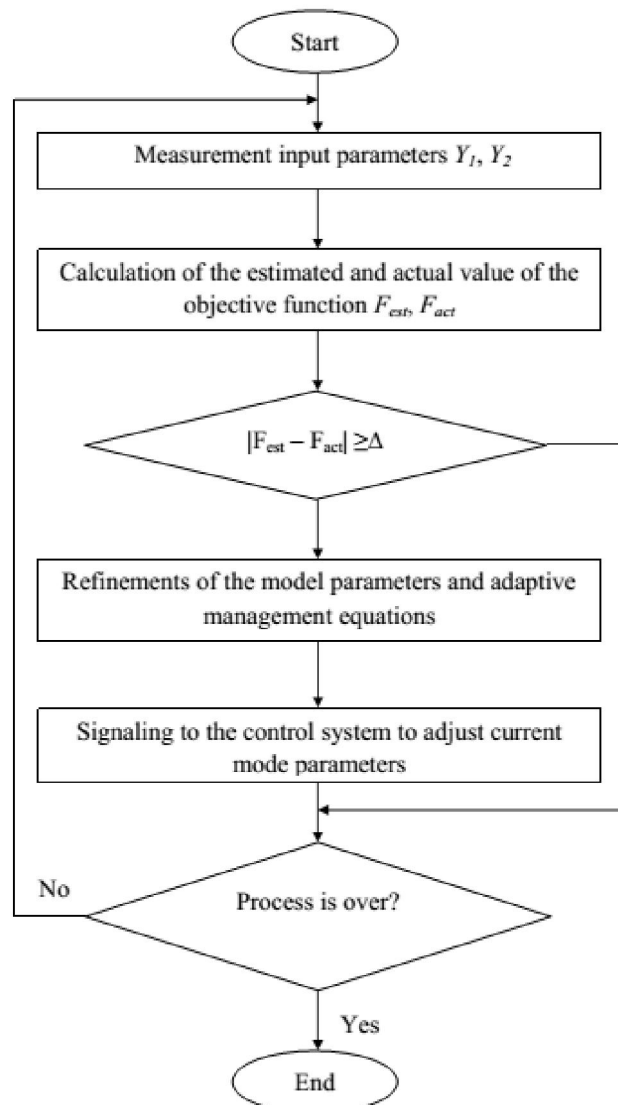 Start
Measurement input parameters Y1, Y2
Calculation of the estimated and actual value of the
objective function Fest, Fact
|Fest – Fact| ≥Δ
Refinements of the model parameters and adaptive
management equations
Signaling to the control system to adjust current
mode parameters
No
Process is over?
Yes
End